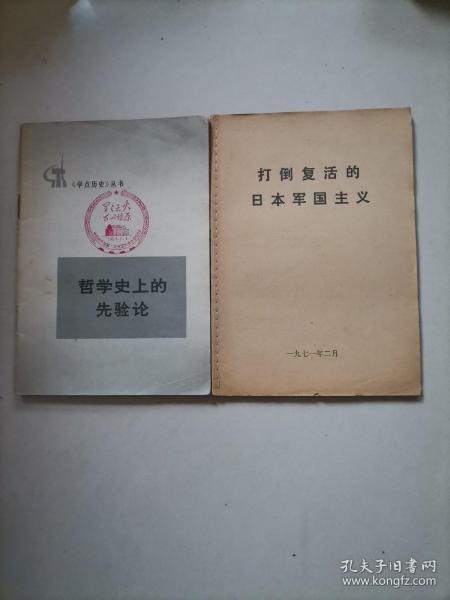 《学点历史》丛书
哲学史上的
先验论
打倒复活的
日本军国主义
一九七一年二月
孔夫子旧书网
www.kongfz.com